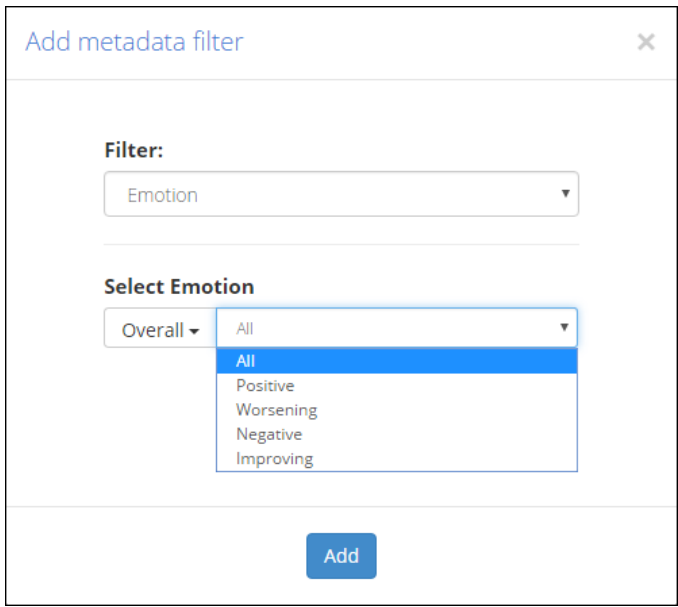 Add metadata filter ×
Filter:
Emotion
Select Emotion
Overall All
All
Positive
Worsening
Negative
Improving
Add